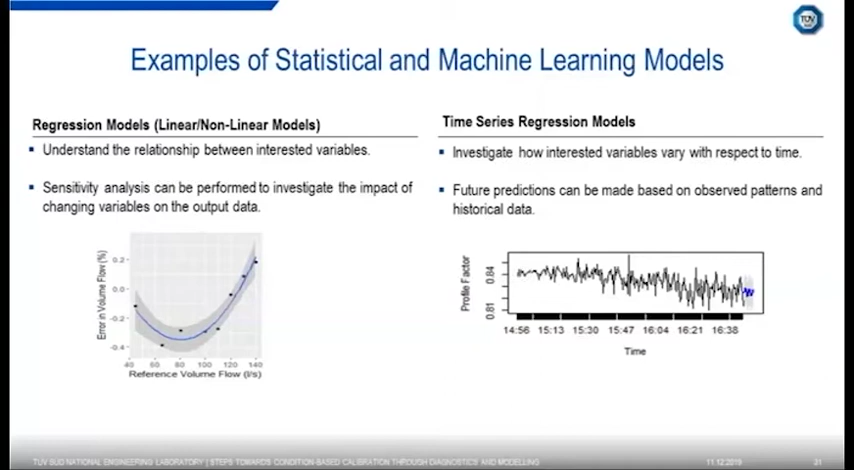 TÜV
Examples of Statistical and Machine Learning Models
Regression Models (Linear/Non-Linear Models)
Understand the relationship between interested variables.
Sensitivity analysis can be performed to investigate the impact of
changing variables on the output data.
Error in Volume Flow (%)
0.2
0.0
-0.2
-0.4
40 60 80 100 120 140
Reference Volume Flow (l/s)
Time Series Regression Models
Investigate how interested variables vary with respect to time.
Future predictions can be made based on observed patterns and
historical data.
Profile Factor
0.84
0.81
14:56 15:13 15:30 15:47 16:04 16:21 16:38
Time
TUV SUD NATIONAL ENGINEERING LABORATORY | STEPS TOWARDS CONDITION-BASED CALIBRATION THROUGH DIAGNOSTICS AND MODELLING
11.12.2019
21